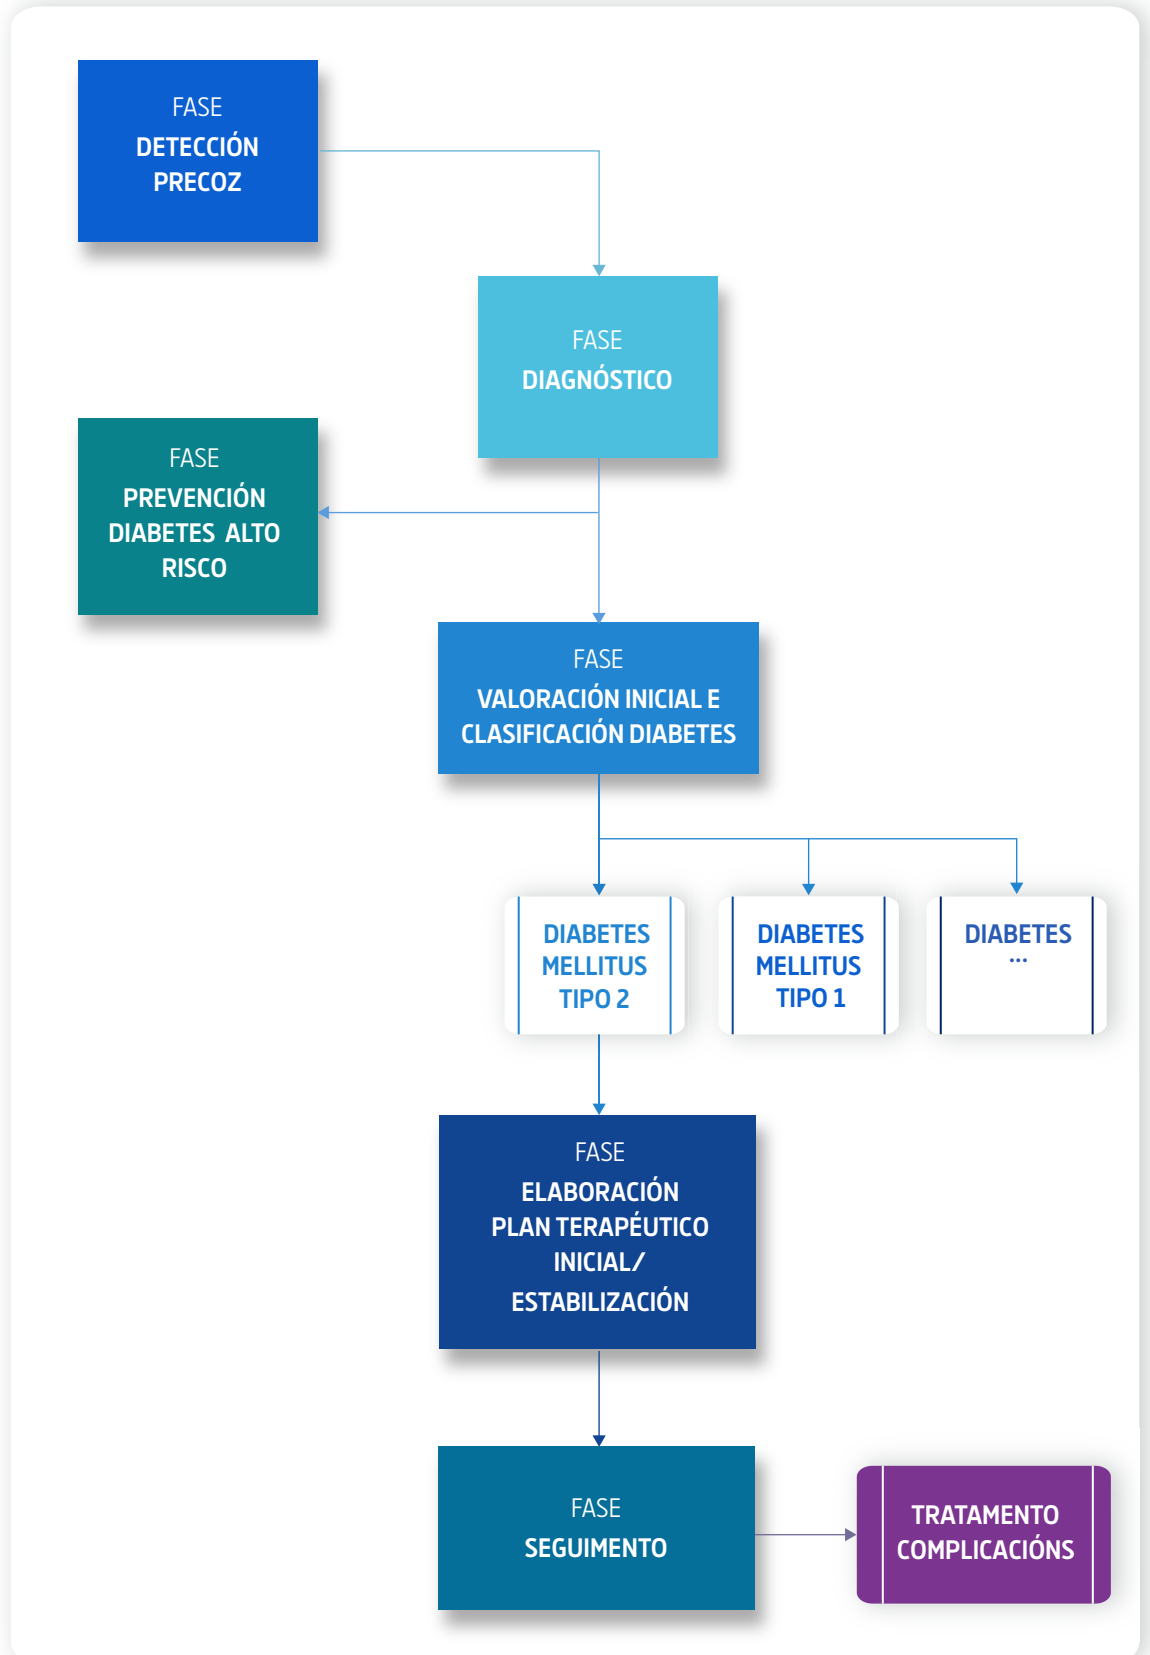 FASE
DETECCIÓN
PRECOZ
FASE
DIAGNÓSTICO
FASE
PREVENCIÓN
DIABETES ALTO
RISCO
FASE
VALORACIÓN INICIAL E
CLASIFICACIÓN DIABETES
DIABETES
MELLITUS
TIPO 2
DIABETES
MELLITUS
TIPO 1
DIABETES
...
FASE
ELABORACIÓN
PLAN TERAPÉUTICO
INICIAL/
ESTABILIZACIÓN
FASE
SEGUIMENTO
TRATAMENTO
COMPLICACIÓNS